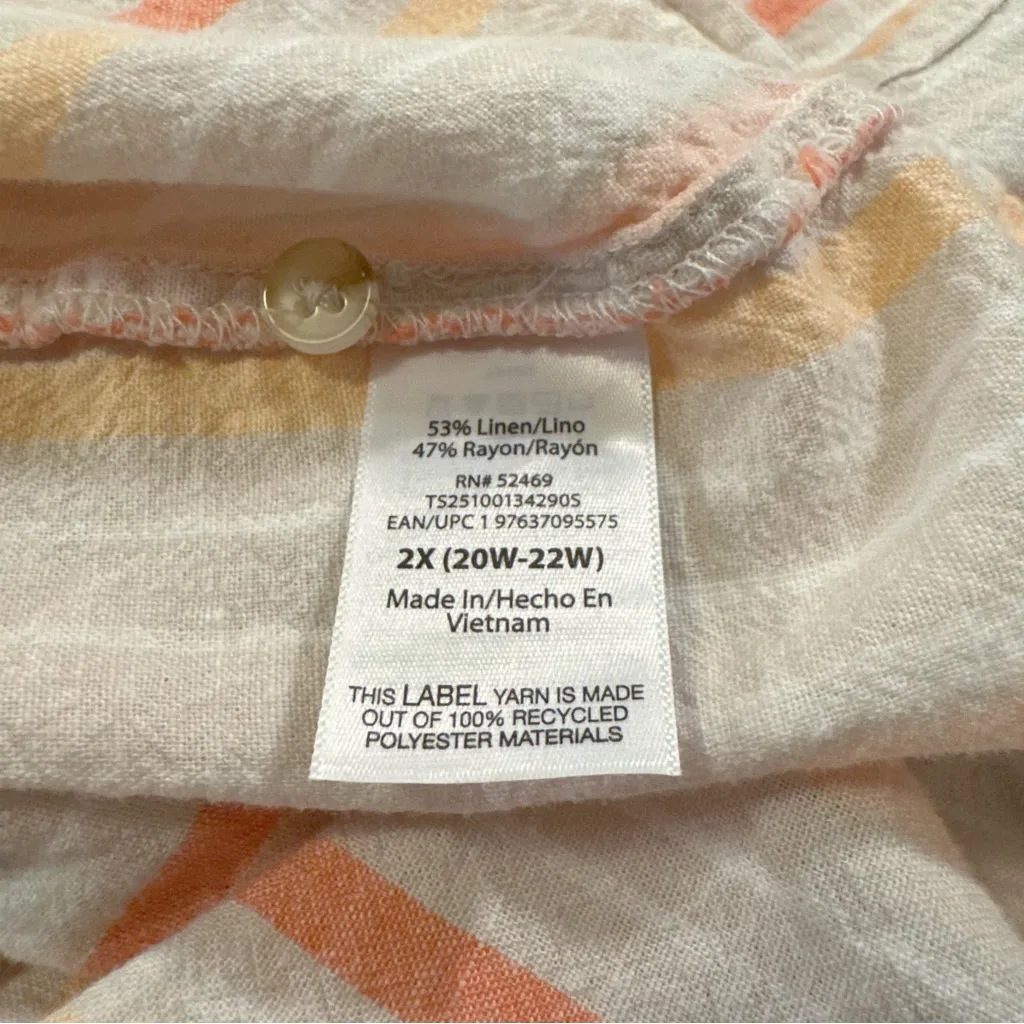 53% Linen/Lino
47% Rayon/Rayón
RN# 52469
TS25100134290S
EAN/UPC 1 97637095575
2X (20W-22W)
Made In/Hecho En
Vietnam
THIS LABEL YARN IS MADE
OUT OF 100% RECYCLED
POLYESTER MATERIALS